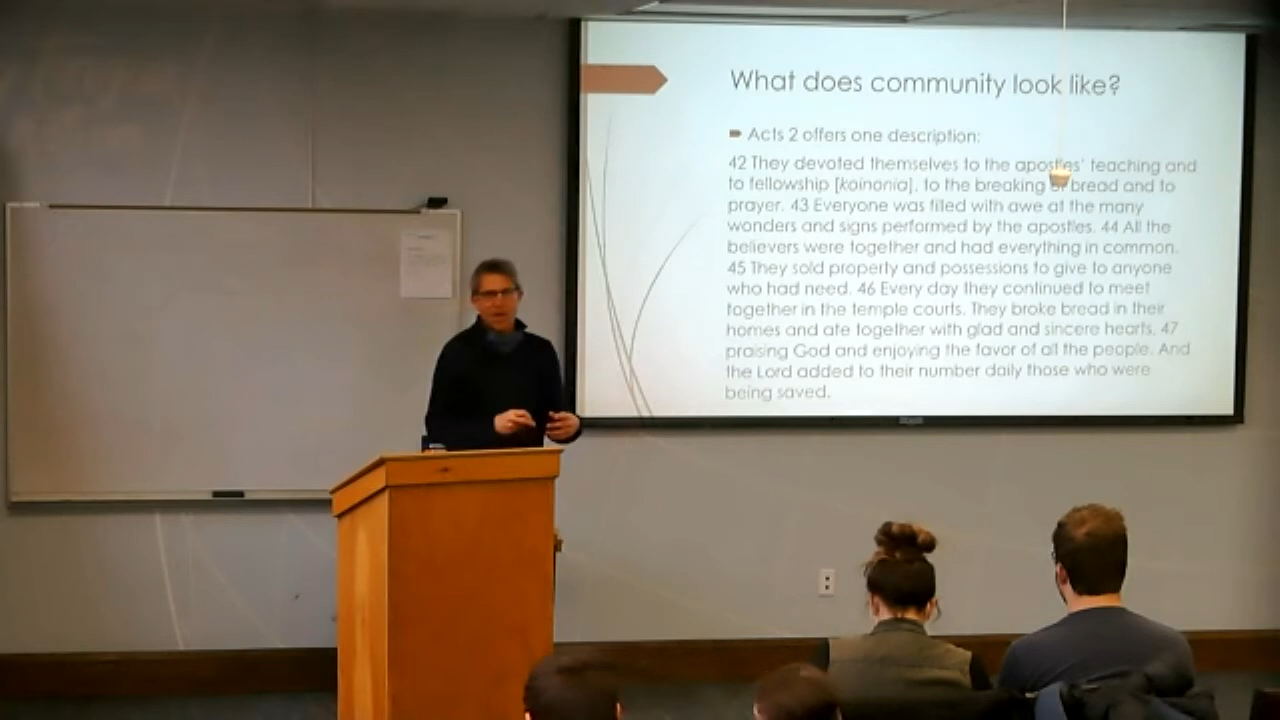 What does community look like?
Acts 2 offers one description:
42 They devoted themselves to the apostles' teaching and
to fellowship [koinonia], to the breaking of bread and to
prayer. 43 Everyone was filled with awe at the many
wonders and signs performed by the apostles. 44 All the
believers were together and had everything in common.
45 They sold property and possessions to give to anyone
who had need. 46 Every day they continued to meet
together in the temple courts. They broke bread in their
homes and ate together with glad and sincere hearts, 47
praising God and enjoying the favor of all the people. And
the Lord added to their number daily those who were
being saved.